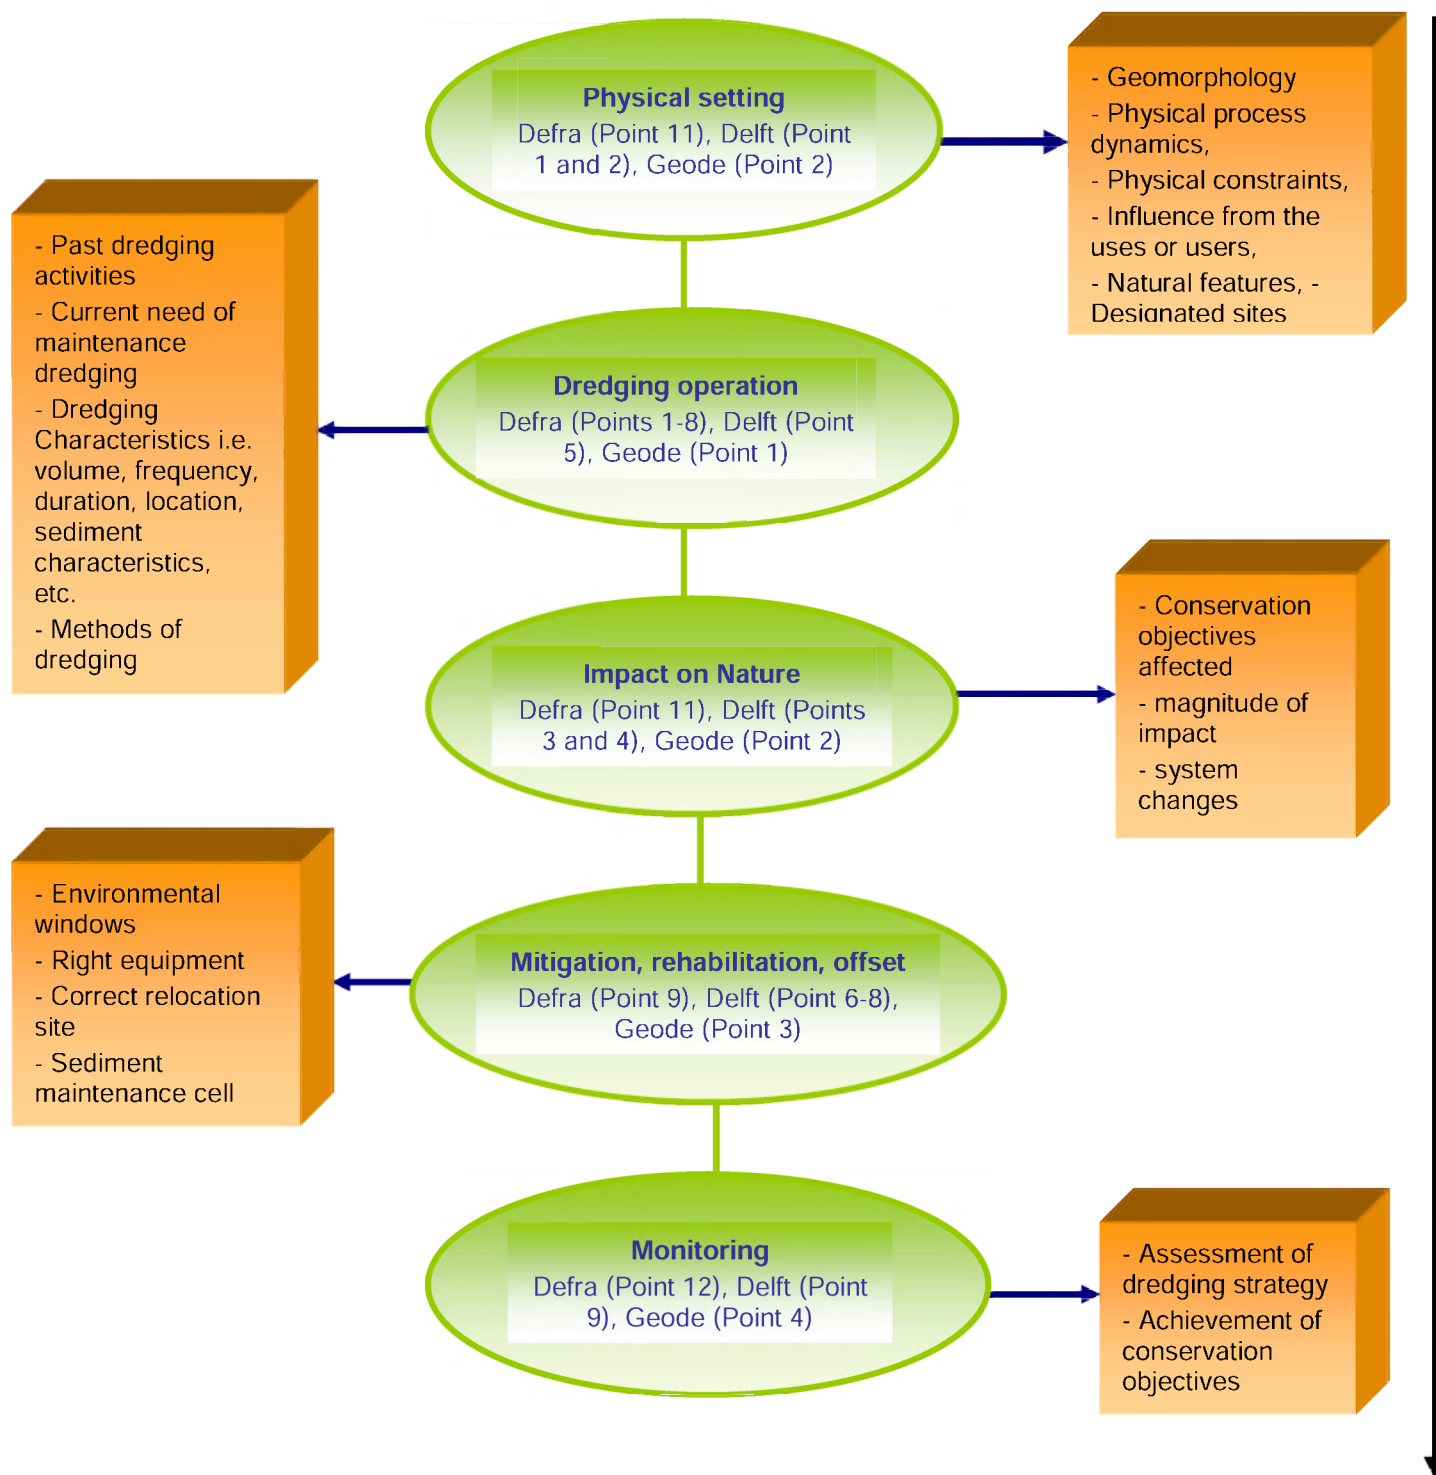 Physical setting
Defra (Point 11), Delft (Point
1 and 2), Geode (Point 2)
- Geomorphology
- Physical process
dynamics,
- Physical constraints,
- Influence from the
uses or users,
- Natural features, -
Designated sites
- Past dredging
activities
- Current need of
maintenance
dredging
- Dredging
Characteristics i.e.
volume, frequency,
duration, location,
sediment
characteristics,
etc.
- Methods of
dredging
Dredging operation
Defra (Points 1-8), Delft (Point
5), Geode (Point 1)
Impact on Nature
Defra (Point 11), Delft (Points
3 and 4), Geode (Point 2)
- Conservation
objectives
affected
- magnitude of
impact
- system
changes
- Environmental
windows
- Right equipment
- Correct relocation
site
- Sediment
maintenance cell
Mitigation, rehabilitation, offset
Defra (Point 9), Delft (Point 6-8),
Geode (Point 3)
Monitoring
Defra (Point 12), Delft (Point
9), Geode (Point 4)
- Assessment of
dredging strategy
- Achievement of
conservation
objectives